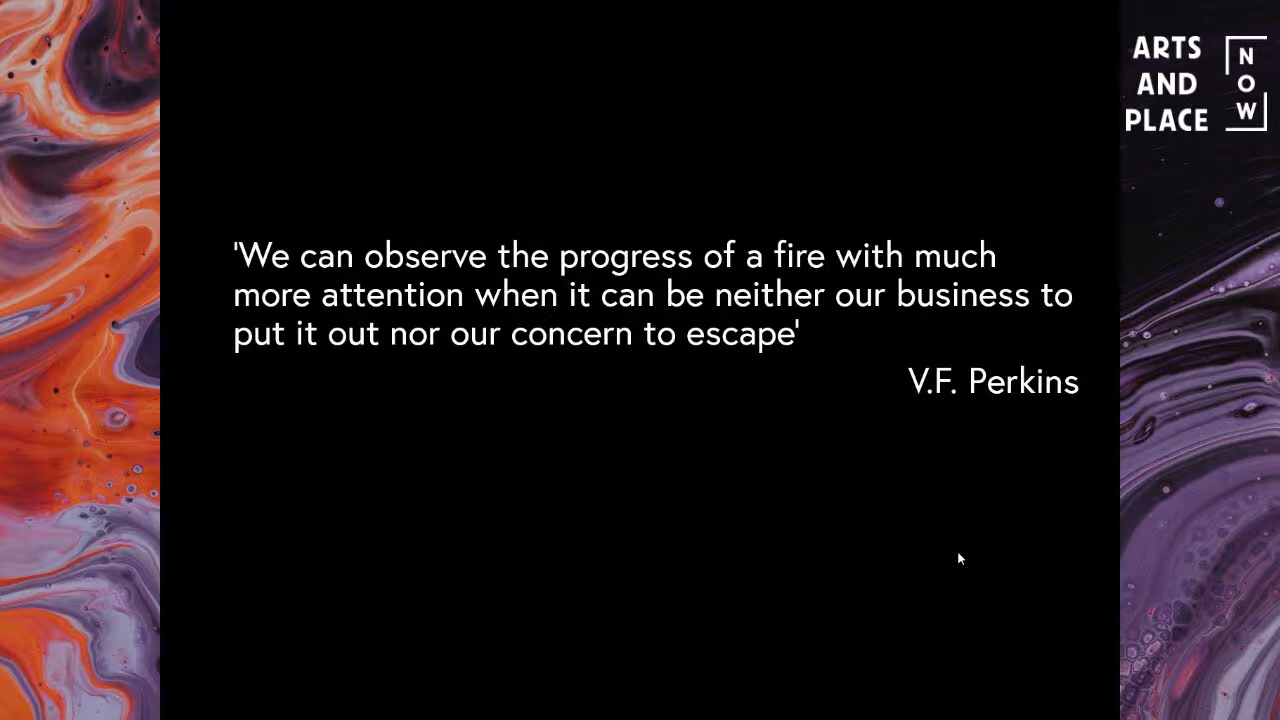 'We can observe the progress of a fire with much
more attention when it can be neither our business to
put it out nor our concern to escape'
V.F. Perkins
ARTS
AND
PLACE
NOW